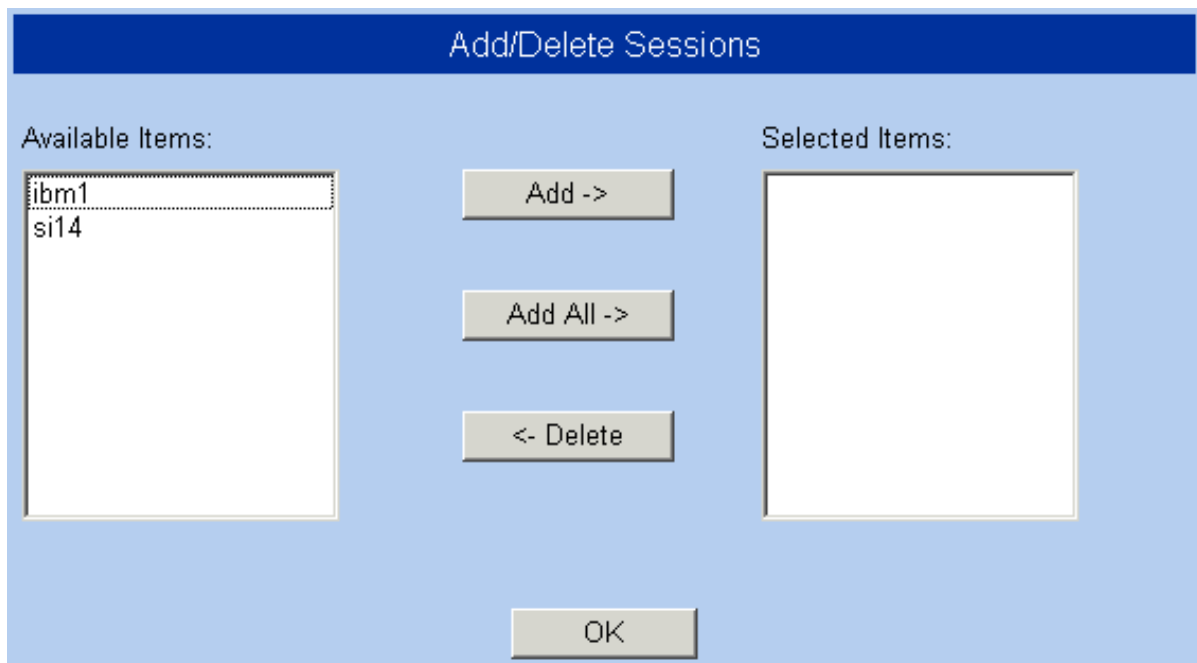 Add/Delete Sessions
Available Items:
Selected Items:
ibm1
si14
Add ->
Add All ->
<- Delete
OK